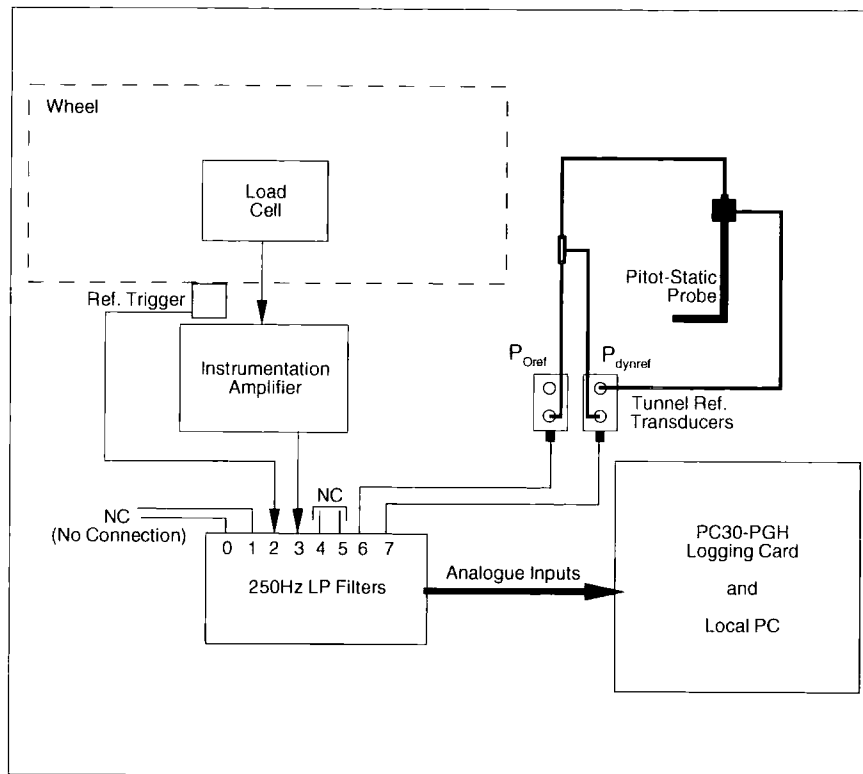 Wheel
Load
Cell
Ref. Trigger
Instrumentation
Amplifier
Pitot-Static
Probe
P0ref
Pdynref
Tunnel Ref.
Transducers
NC
NC
(No Connection)
0 1 2 3 4 5 6 7
250Hz LP Filters
Analogue Inputs
PC30-PGH
Logging Card
and
Local PC